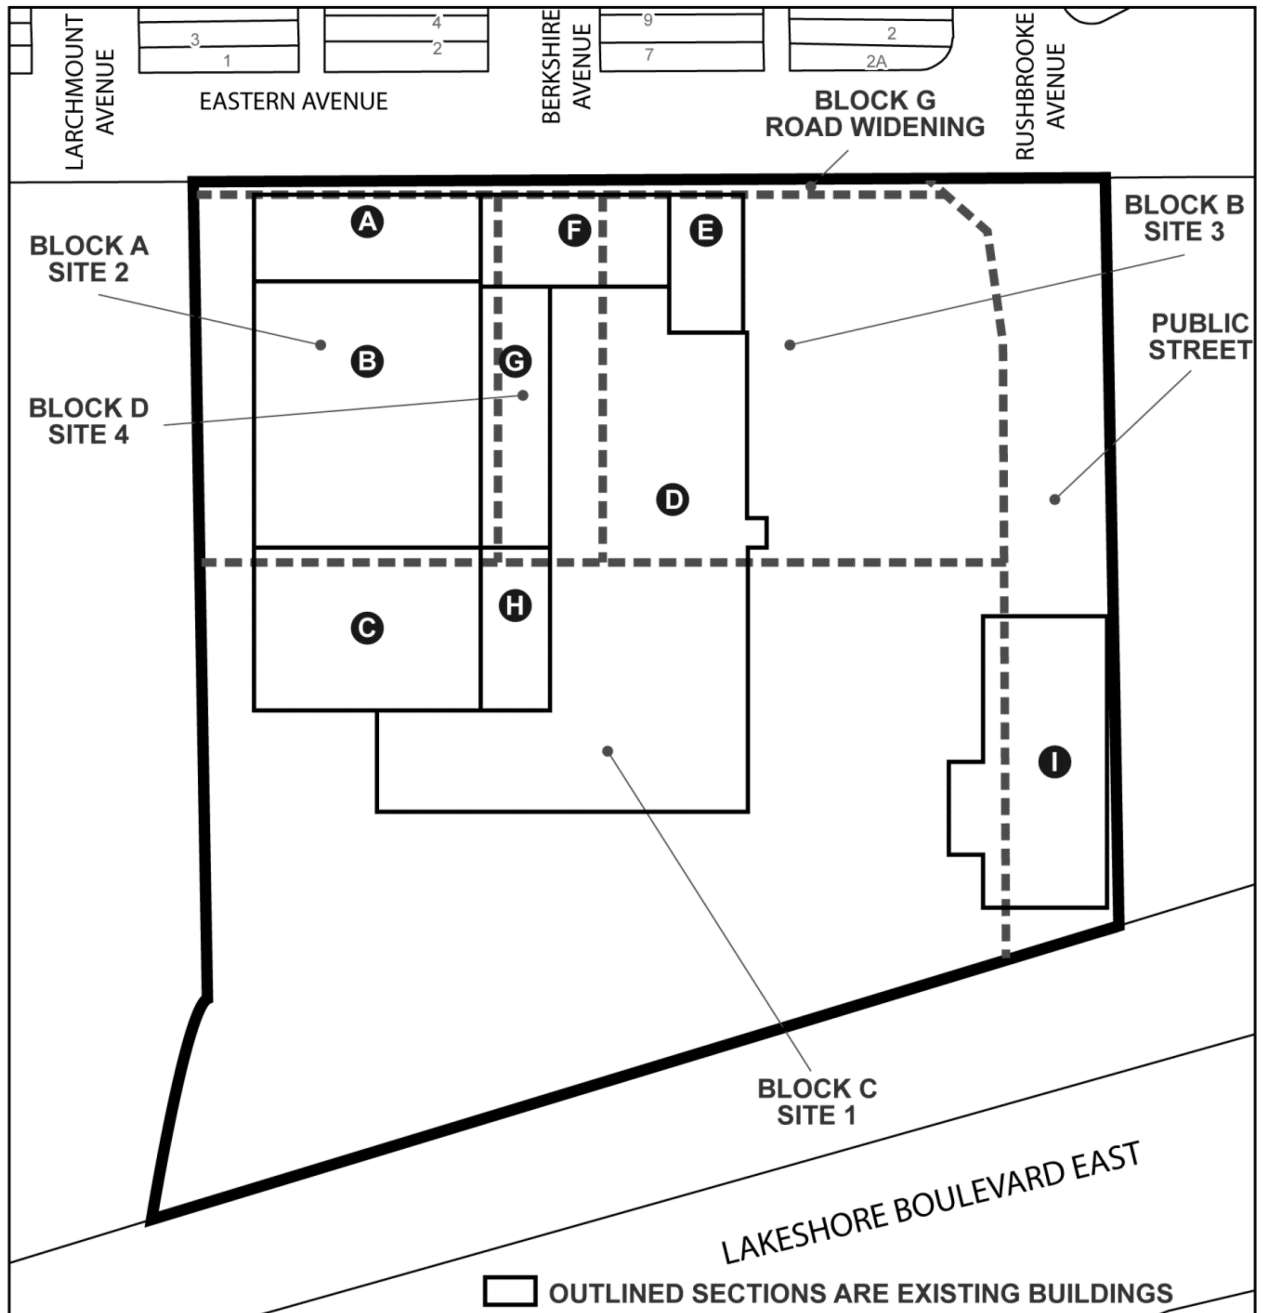 LARCHMOUNT
AVENUE
3
1
4
2
BERKSHIRE
AVENUE
9
7
2
2A
RUSHBROOKE
AVENUE
EASTERN AVENUE
BLOCK G
ROAD WIDENING
BLOCK A
SITE 2
A
F
E
BLOCK B
SITE 3
B
G
PUBLIC
STREET
BLOCK D
SITE 4
D
C
H
I
BLOCK C
SITE 1
LAKESHORE BOULEVARD EAST
OUTLINED SECTIONS ARE EXISTING BUILDINGS